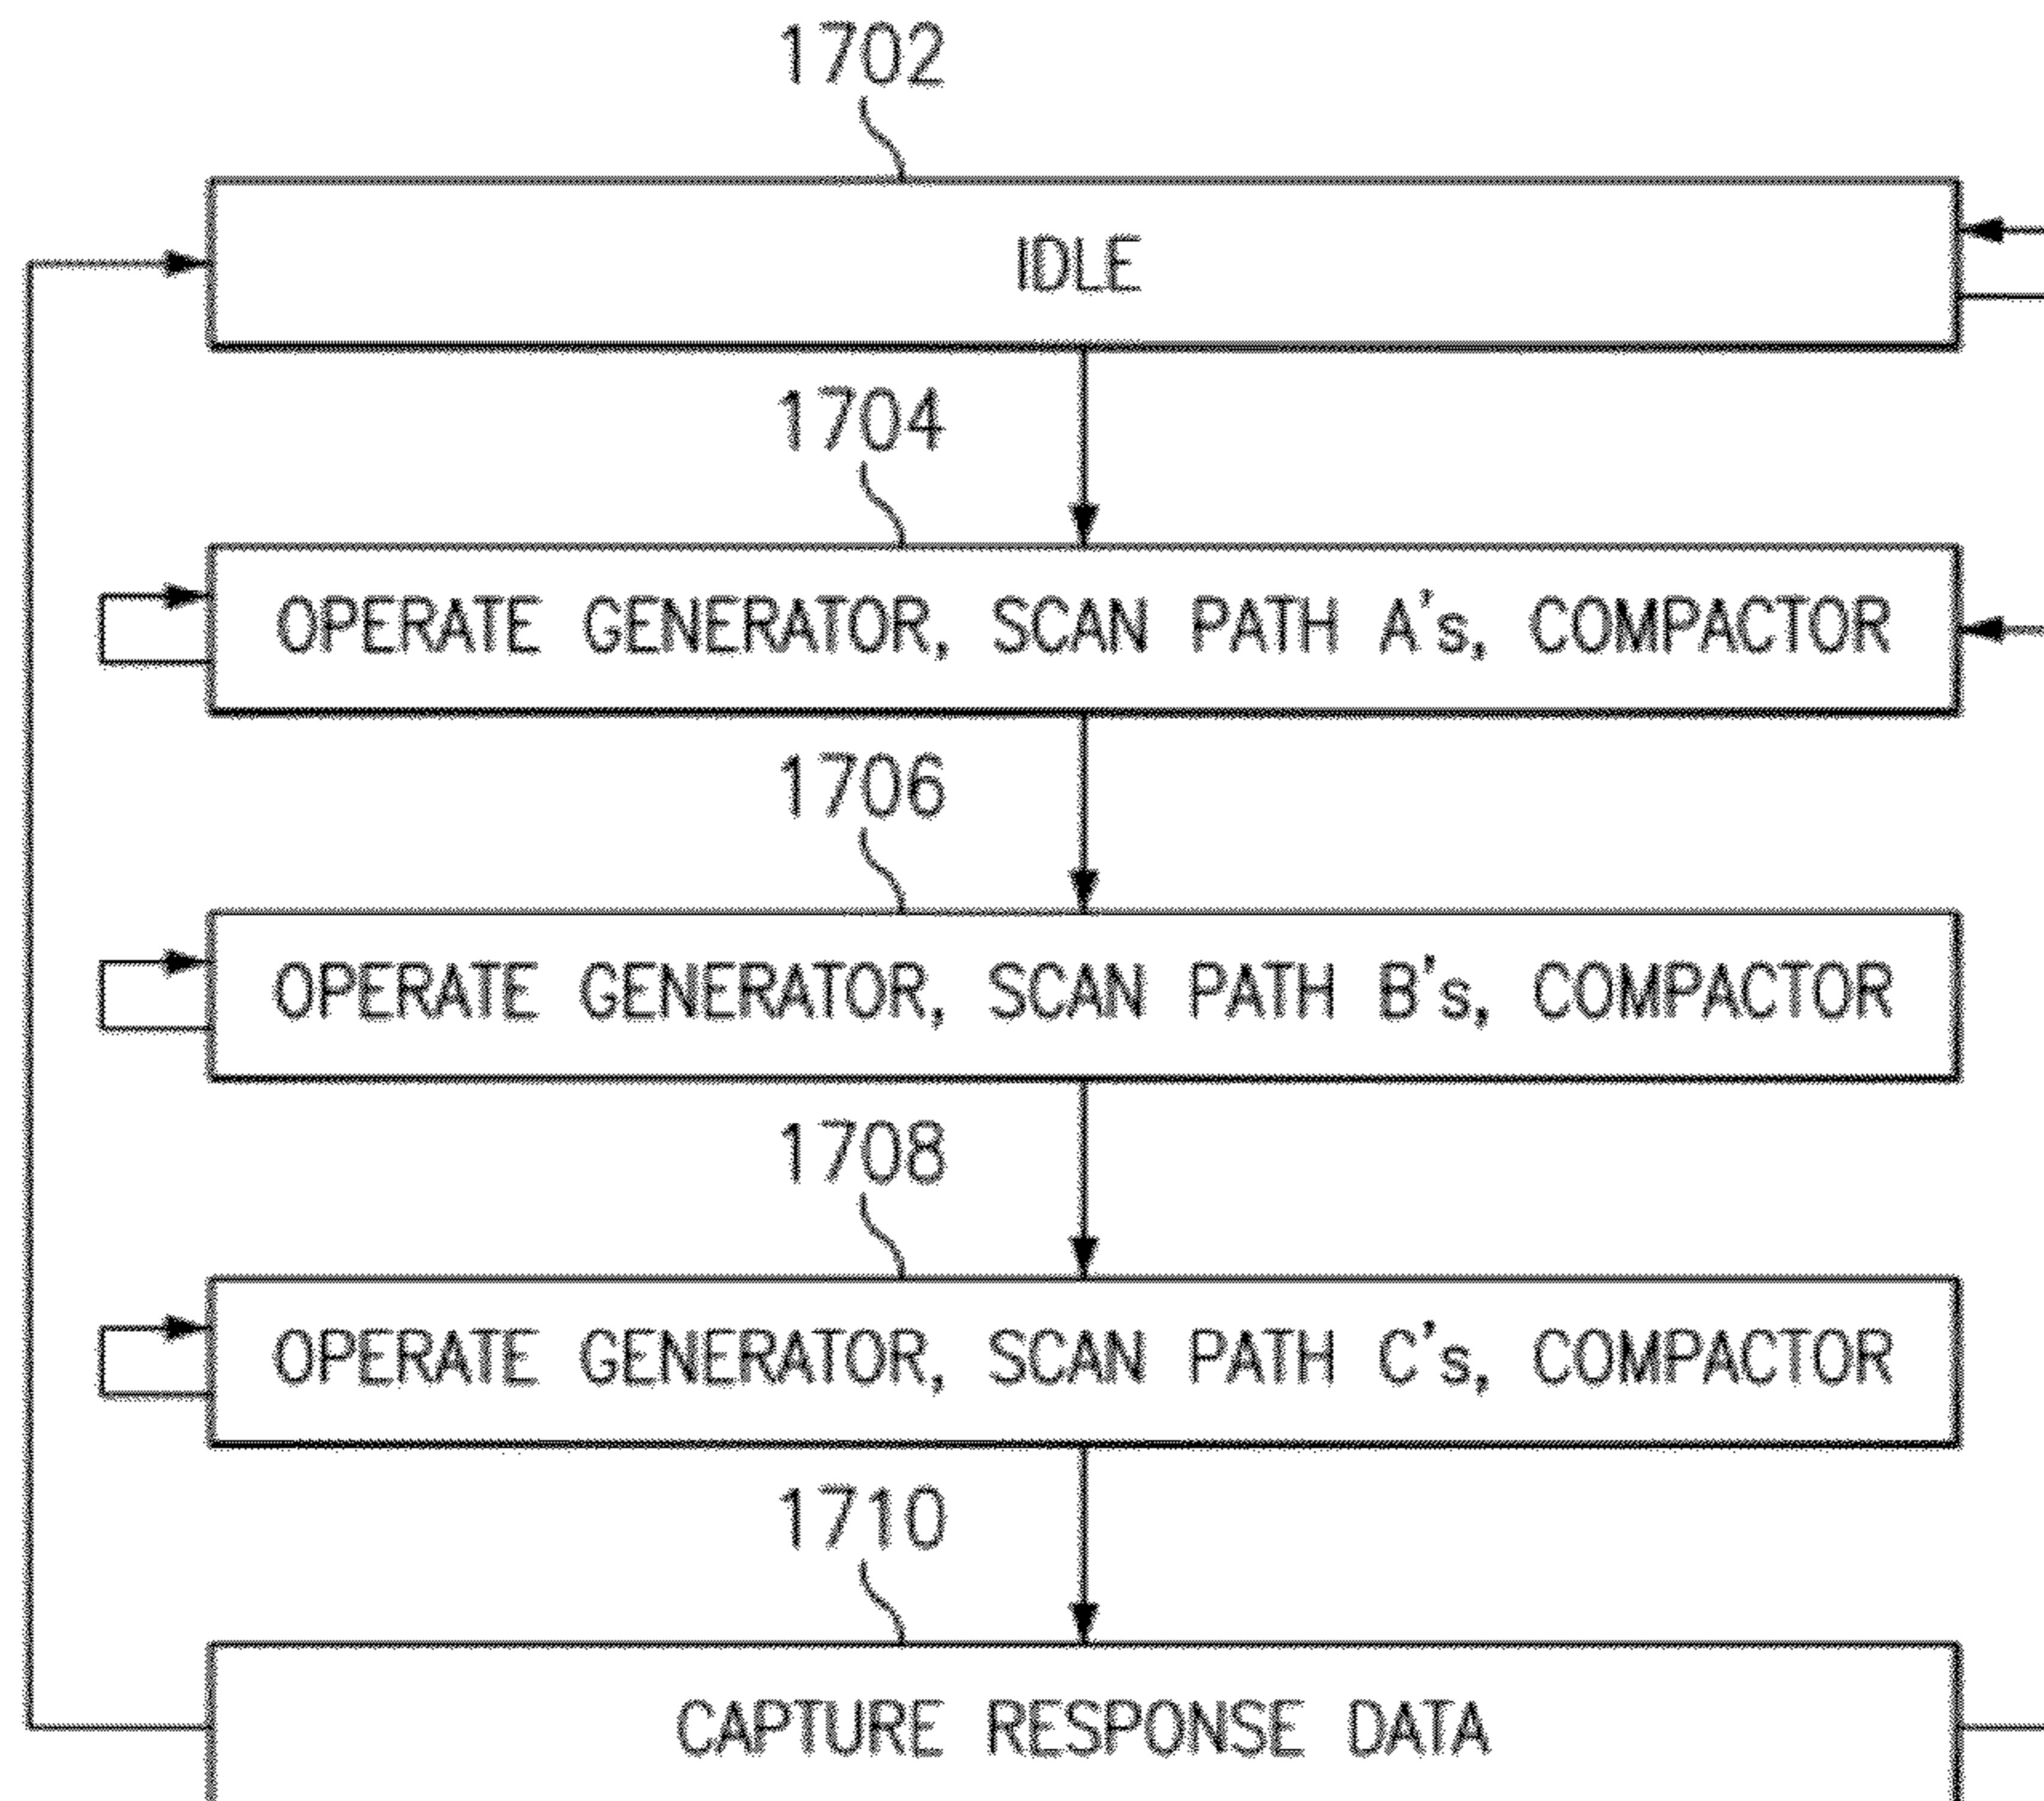 1702
IDLE
1704
OPERATE GENERATOR, SCAN PATH A's, COMPACTOR
1706
OPERATE GENERATOR, SCAN PATH B's, COMPACTOR
1708
OPERATE GENERATOR, SCAN PATH C's, COMPACTOR
1710
CAPTURE RESPONSE DATA